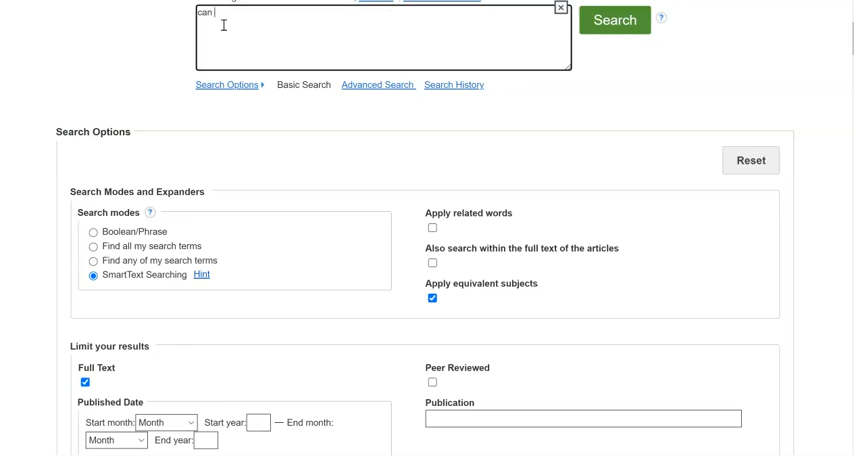 can
Search ?
Search Options Basic Search Advanced Search Search History
Search Options
Reset
Search Modes and Expanders
Search modes ?
Boolean/Phrase
Find all my search terms
Find any of my search terms
SmartText Searching Hint
Apply related words
Also search within the full text of the articles
Apply equivalent subjects
Limit your results
Full Text
Peer Reviewed
Published Date
Publication
Start month: Month Start year: — End month:
Month End year: